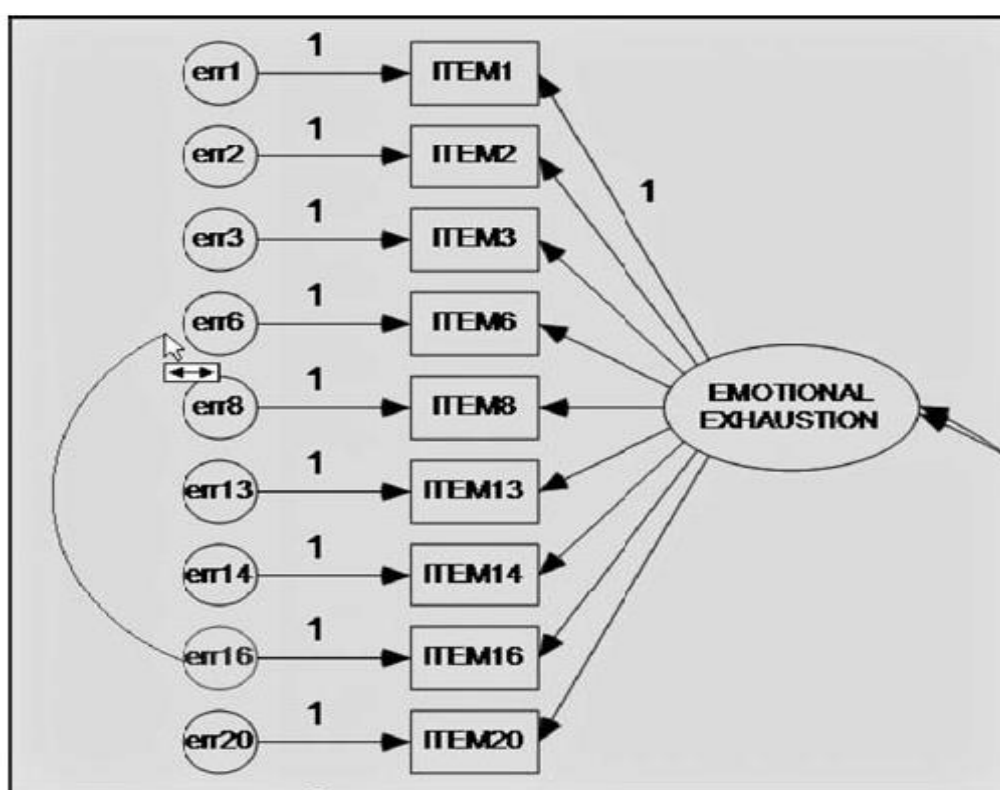 err1 1 ITEM1
err2 1 ITEM2
1
err3 1 ITEM3
err6 1 ITEM6
err8 1 ITEM8
EMOTIONAL
EXHAUSTION
err13 1 ITEM13
err14 1 ITEM14
err16 1 ITEM16
err20 1 ITEM20